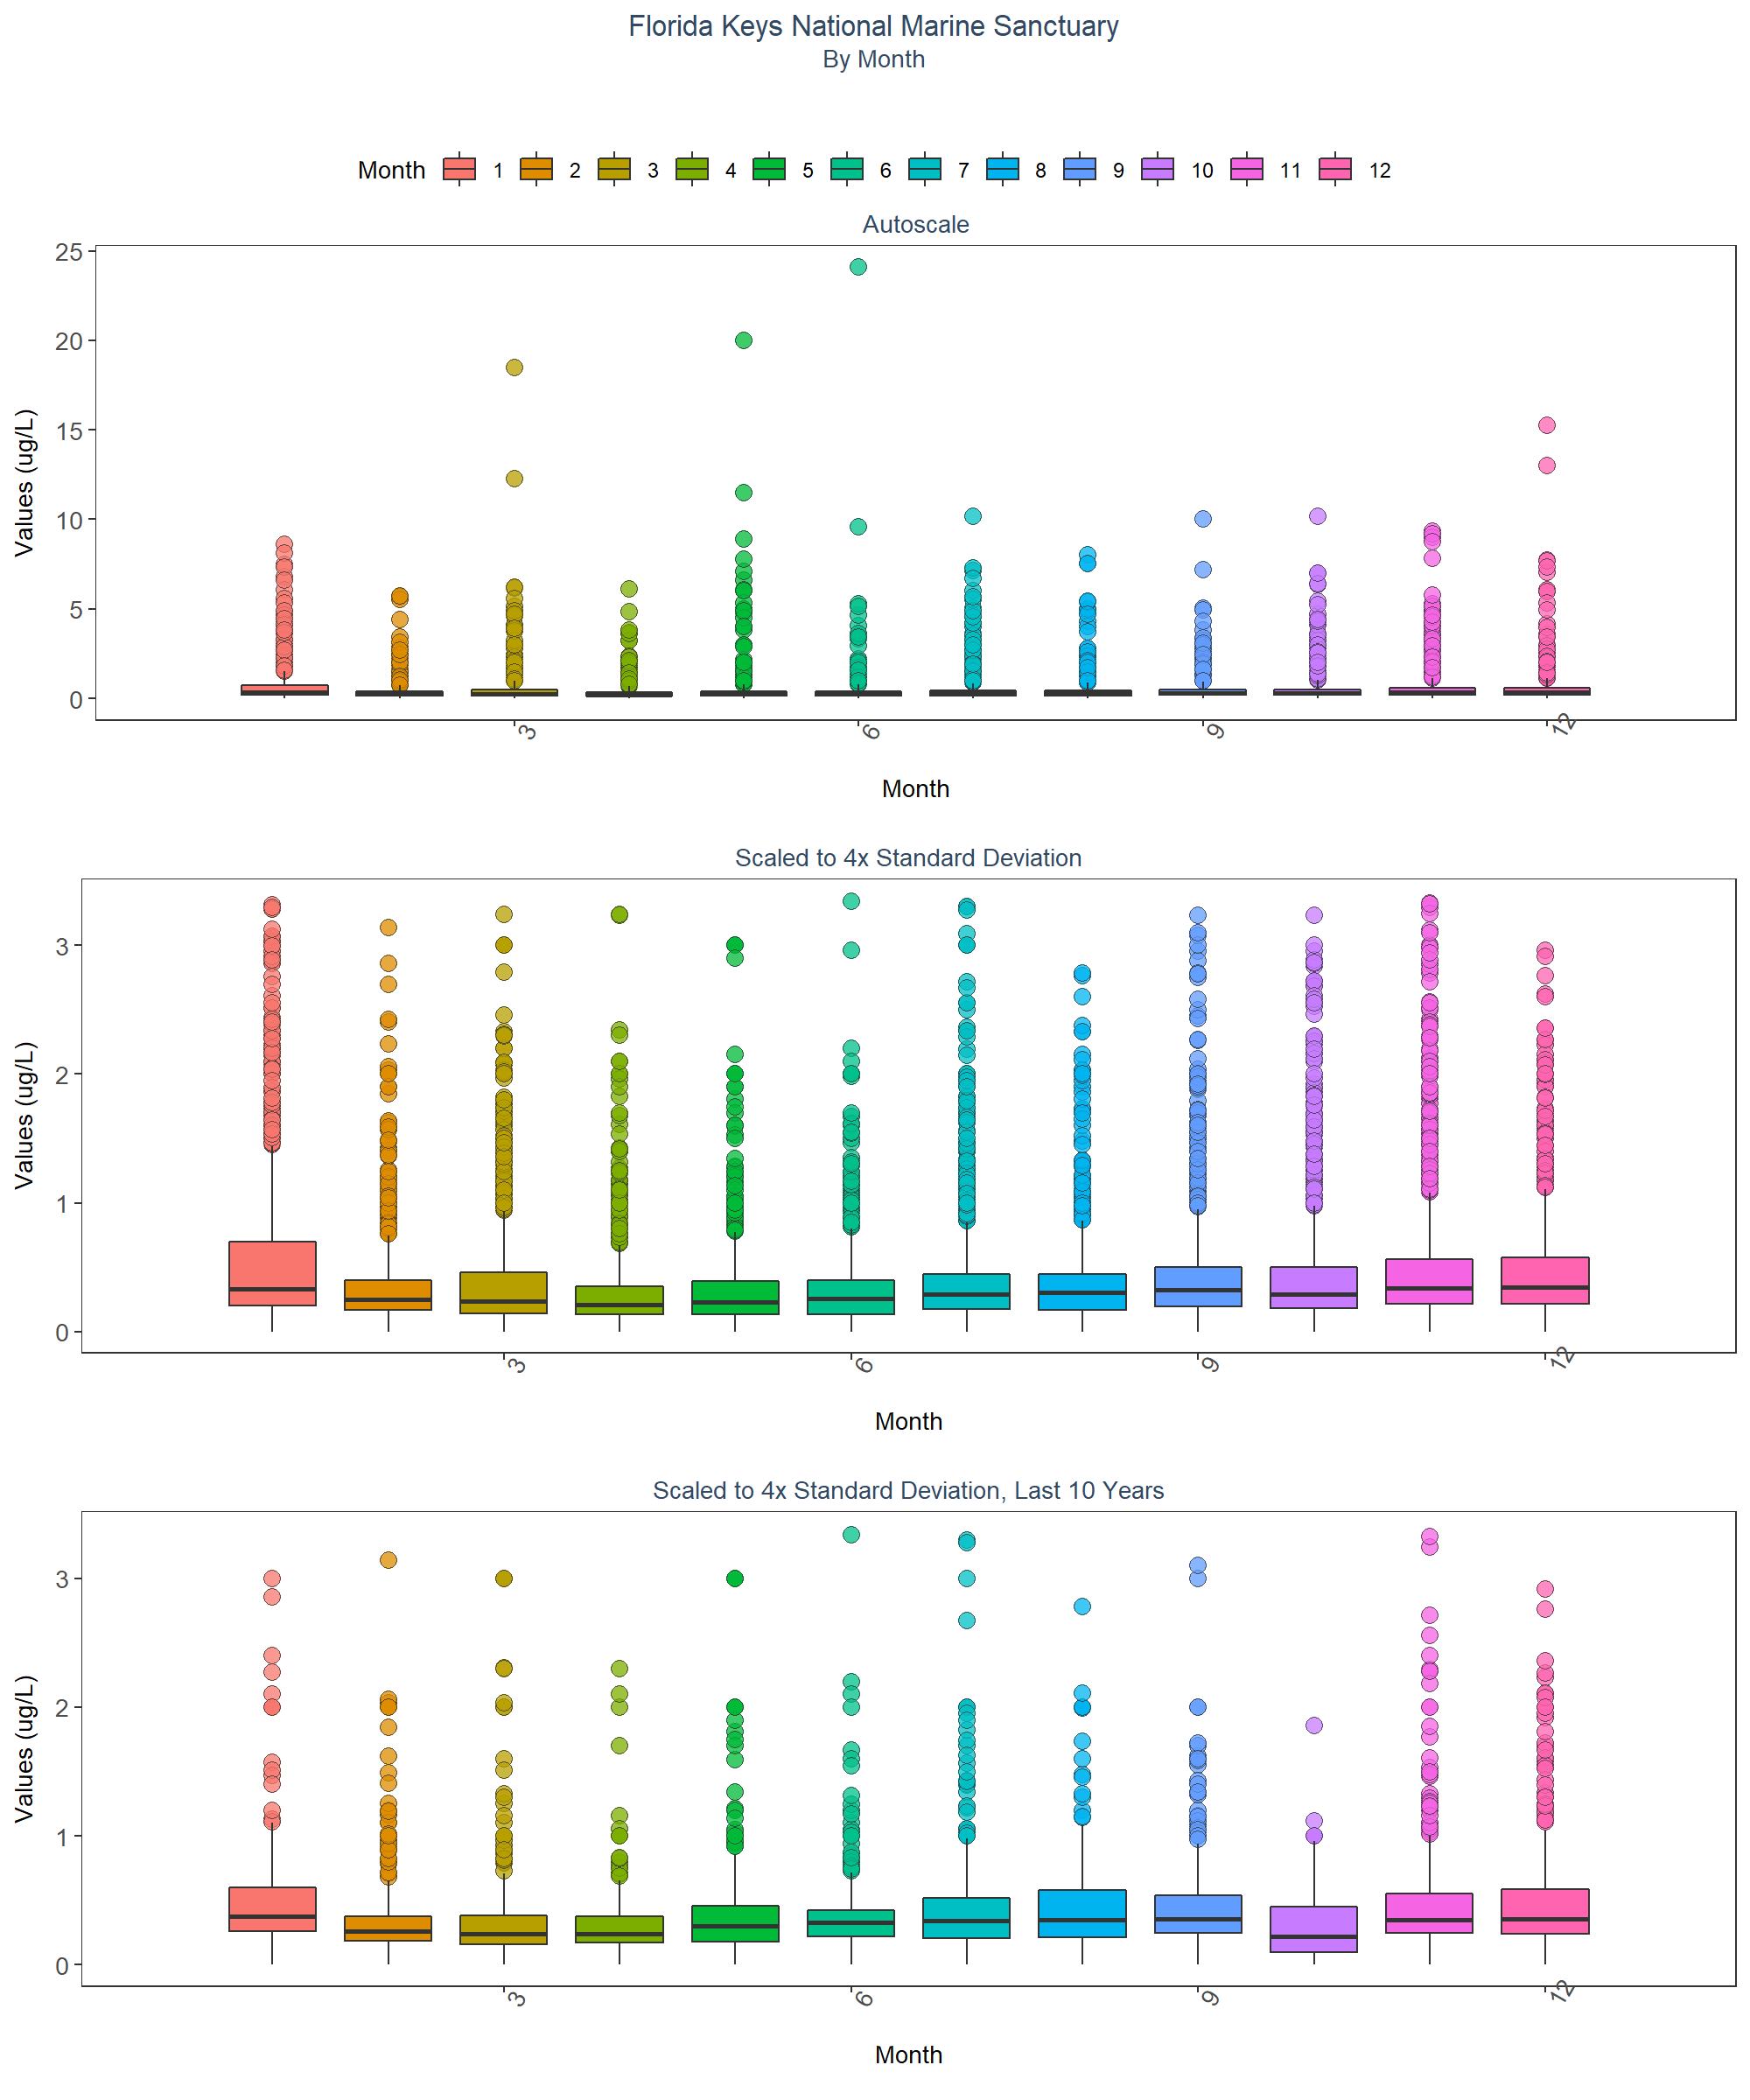 Florida Keys National Marine Sanctuary
By Month
Month 1 2 3 4 5 6 7 8 9 10 11 12
Autoscale
25
20
15
10
5
0
Values (ug/L)
3 6 9 12
Month
Scaled to 4x Standard Deviation
3
2
1
0
Values (ug/L)
3 6 9 12
Month
Scaled to 4x Standard Deviation, Last 10 Years
3
2
1
0
Values (ug/L)
3 6 9 12
Month